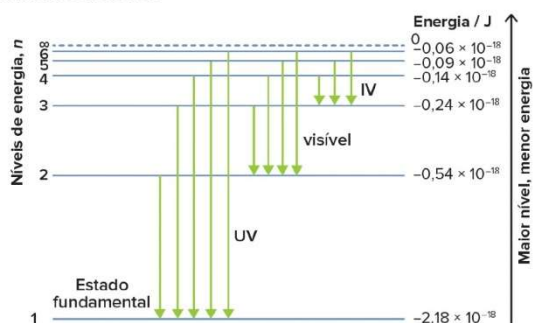 Energia / J
Níveis de energia, n
∞
6
5
4
3
2
1
0
−0,06 × 10⁻¹⁸
−0,09 × 10⁻¹⁸
−0,14 × 10⁻¹⁸
−0,24 × 10⁻¹⁸
−0,54 × 10⁻¹⁸
−2,18 × 10⁻¹⁸
IV
visível
UV
Estado
fundamental
Maior nível, menor energia